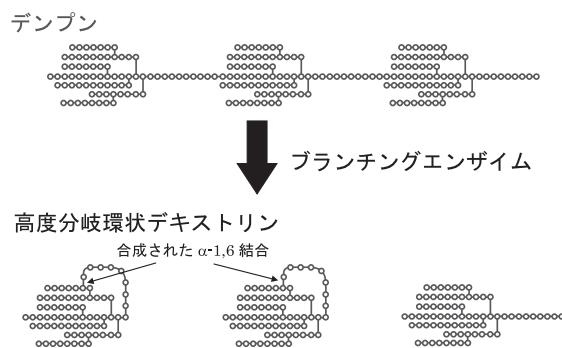 デンプン
ブランチングエンザイム
高度分岐環状デキストリン
合成された α-1,6 結合